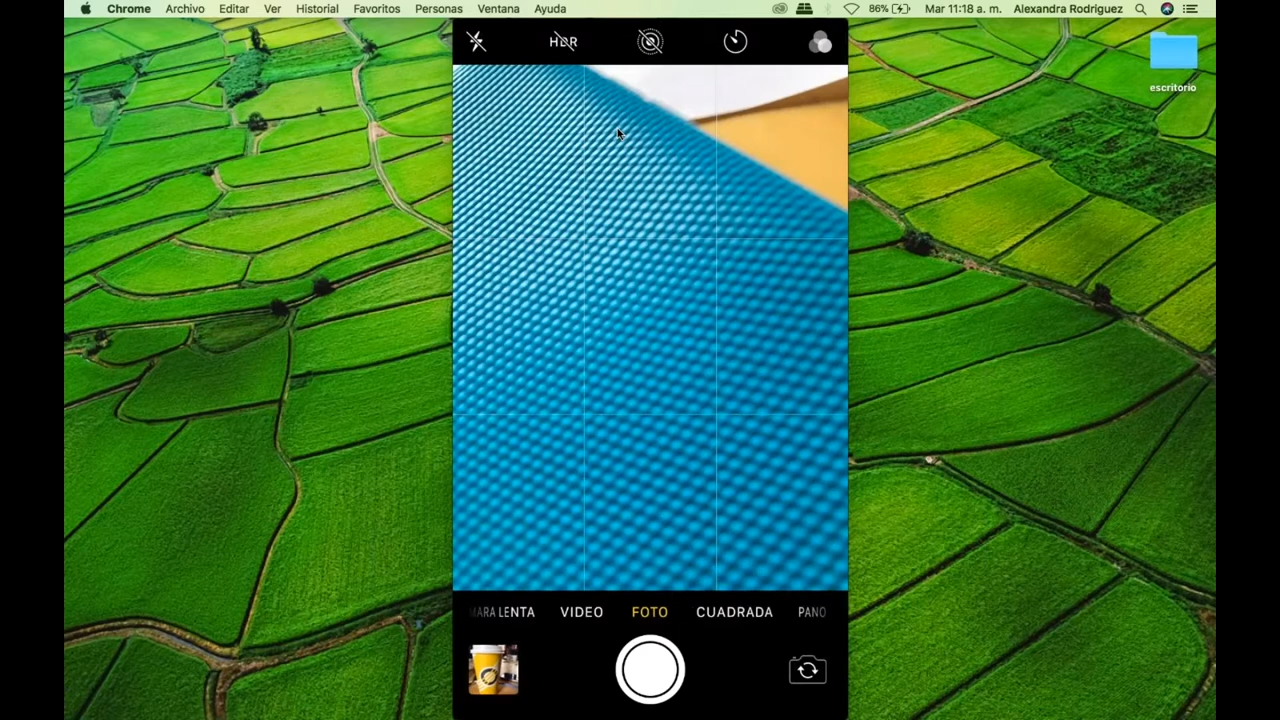 Chrome Archivo Editar Ver Historial Favoritos Personas Ventana Ayuda 86% Mar 11:18 a. m. Alexandra Rodriguez
HDR
escritorio
ARA LENTA VIDEO FOTO CUADRADA PANO